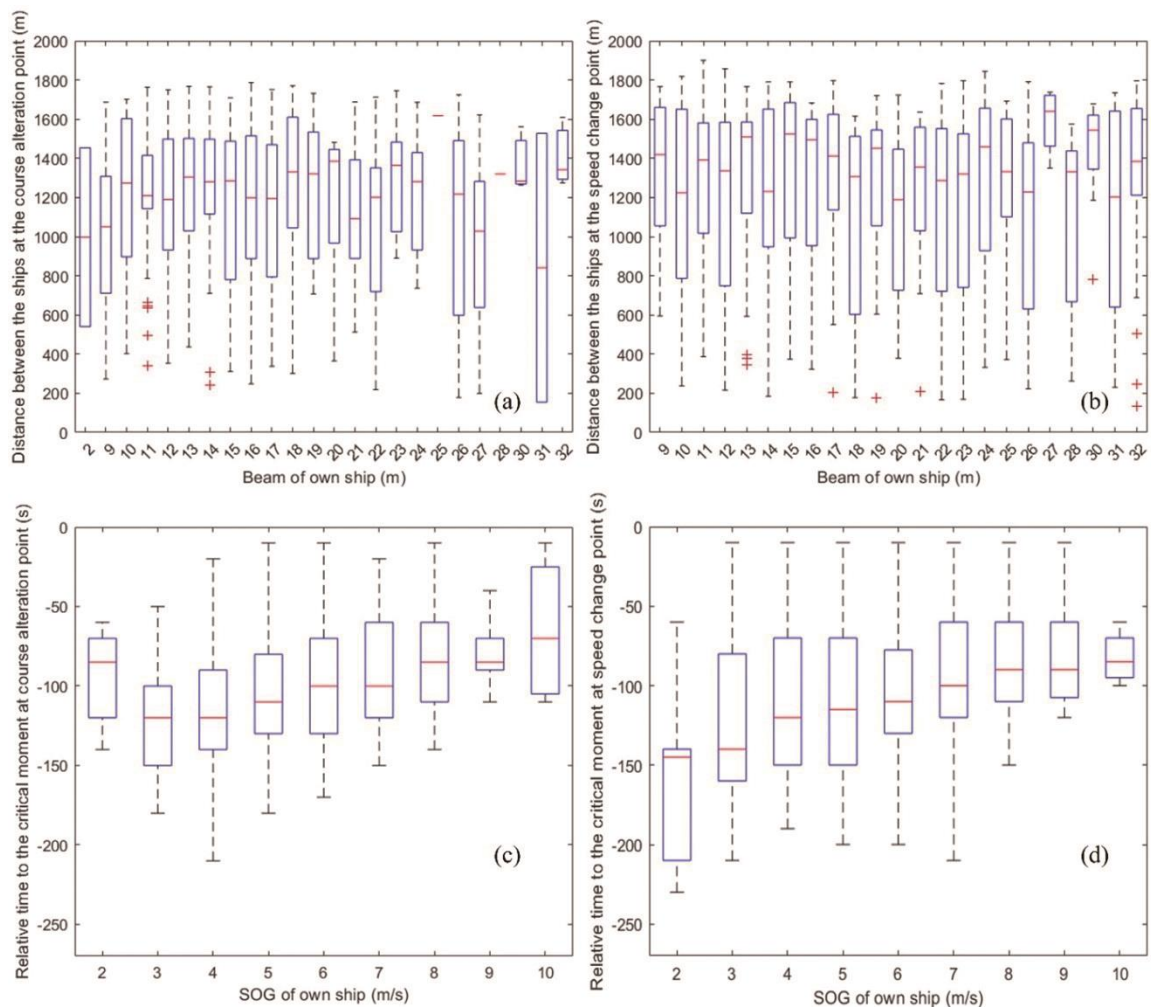 Distance between the ships at the course alteration point (m)
2000
1800
1600
1400
1200
1000
800
600
400
200
0
(a)
2 9 10 11 12 13 14 15 16 17 18 19 20 21 22 23 24 25 26 27 28 30 31 32
Beam of own ship (m)
Distance between the ships at the speed change point (m)
2000
1800
1600
1400
1200
1000
800
600
400
200
0
(b)
9 10 11 12 13 14 15 16 17 18 19 20 21 22 23 24 25 26 27 28 30 31 32
Beam of own ship (m)
Relative time to the critical moment at course alteration point (s)
0
-50
-100
-150
-200
-250
(c)
2 3 4 5 6 7 8 9 10
SOG of own ship (m/s)
Relative time to the critical moment at speed change point (s)
0
-50
-100
-150
-200
-250
(d)
2 3 4 5 6 7 8 9 10
SOG of own ship (m/s)